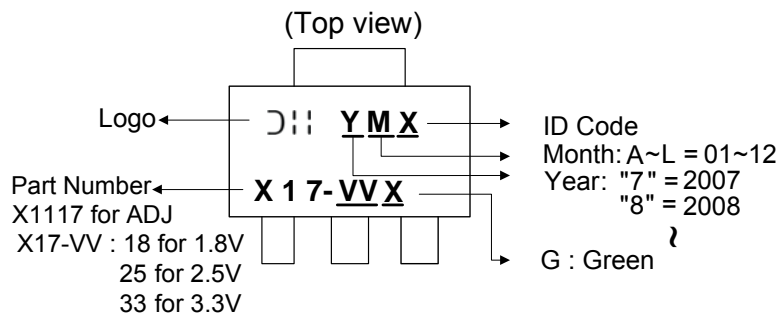 (Top view)
Logo
Y M X
ID Code
Month: A~L = 01~12
Year: "7" = 2007
"8" = 2008
~
Part Number
X 1 7-VV X
X1117 for ADJ
X17-VV : 18 for 1.8V
25 for 2.5V
33 for 3.3V
G : Green